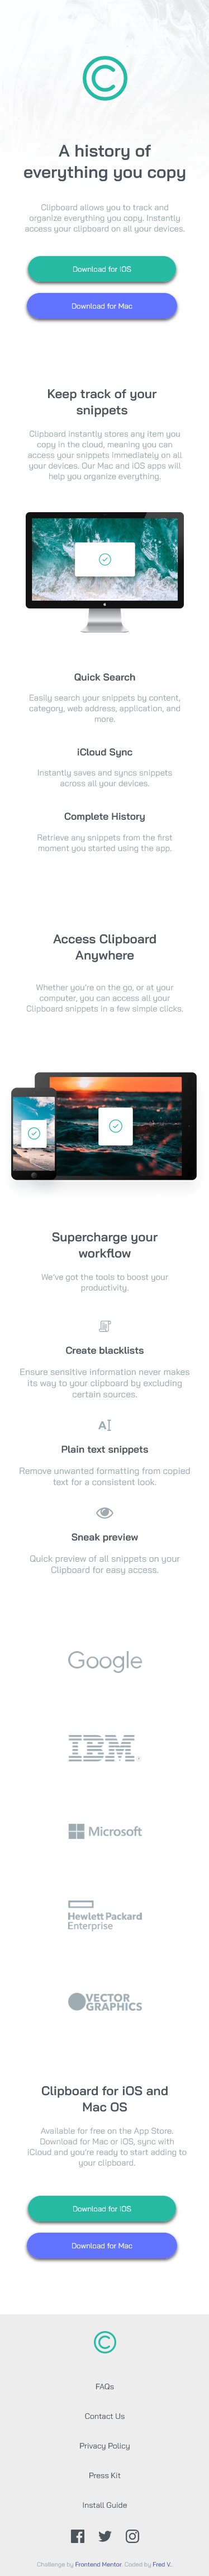 A history of
everything you copy
Clipboard allows you to track and
organize everything you copy. Instantly
access your clipboard on all your devices.
Download for iOS
Download for Mac
Keep track of your
snippets
Clipboard instantly stores any item you
copy in the cloud, meaning you can
access your snippets immediately on all
your devices. Our Mac and iOS apps will
help you organize everything.
Quick Search
Easily search your snippets by content,
category, web address, application, and
more.
iCloud Sync
Instantly saves and syncs snippets
across all your devices.
Complete History
Retrieve any snippets from the first
moment you started using the app.
Access Clipboard
Anywhere
Whether you're on the go, or at your
computer, you can access all your
Clipboard snippets in a few simple clicks.
Supercharge your
workflow
We've got the tools to boost your
productivity.
Create blacklists
Ensure sensitive information never makes
its way to your clipboard by excluding
certain sources.
A
Plain text snippets
Remove unwanted formatting from copied
text for a consistent look.
Sneak preview
Quick preview of all snippets on your
Clipboard for easy access.
Google
IBM
Microsoft
Hewlett Packard
Enterprise
VECTOR
GRAPHICS
Clipboard for iOS and
Mac OS
Available for free on the App Store.
Download for Mac or iOS, sync with
iCloud and you're ready to start adding to
your clipboard.
Download for iOS
Download for Mac
FAQs
Contact Us
Privacy Policy
Press Kit
Install Guide
Challenge by Frontend Mentor. Coded by Fred V.